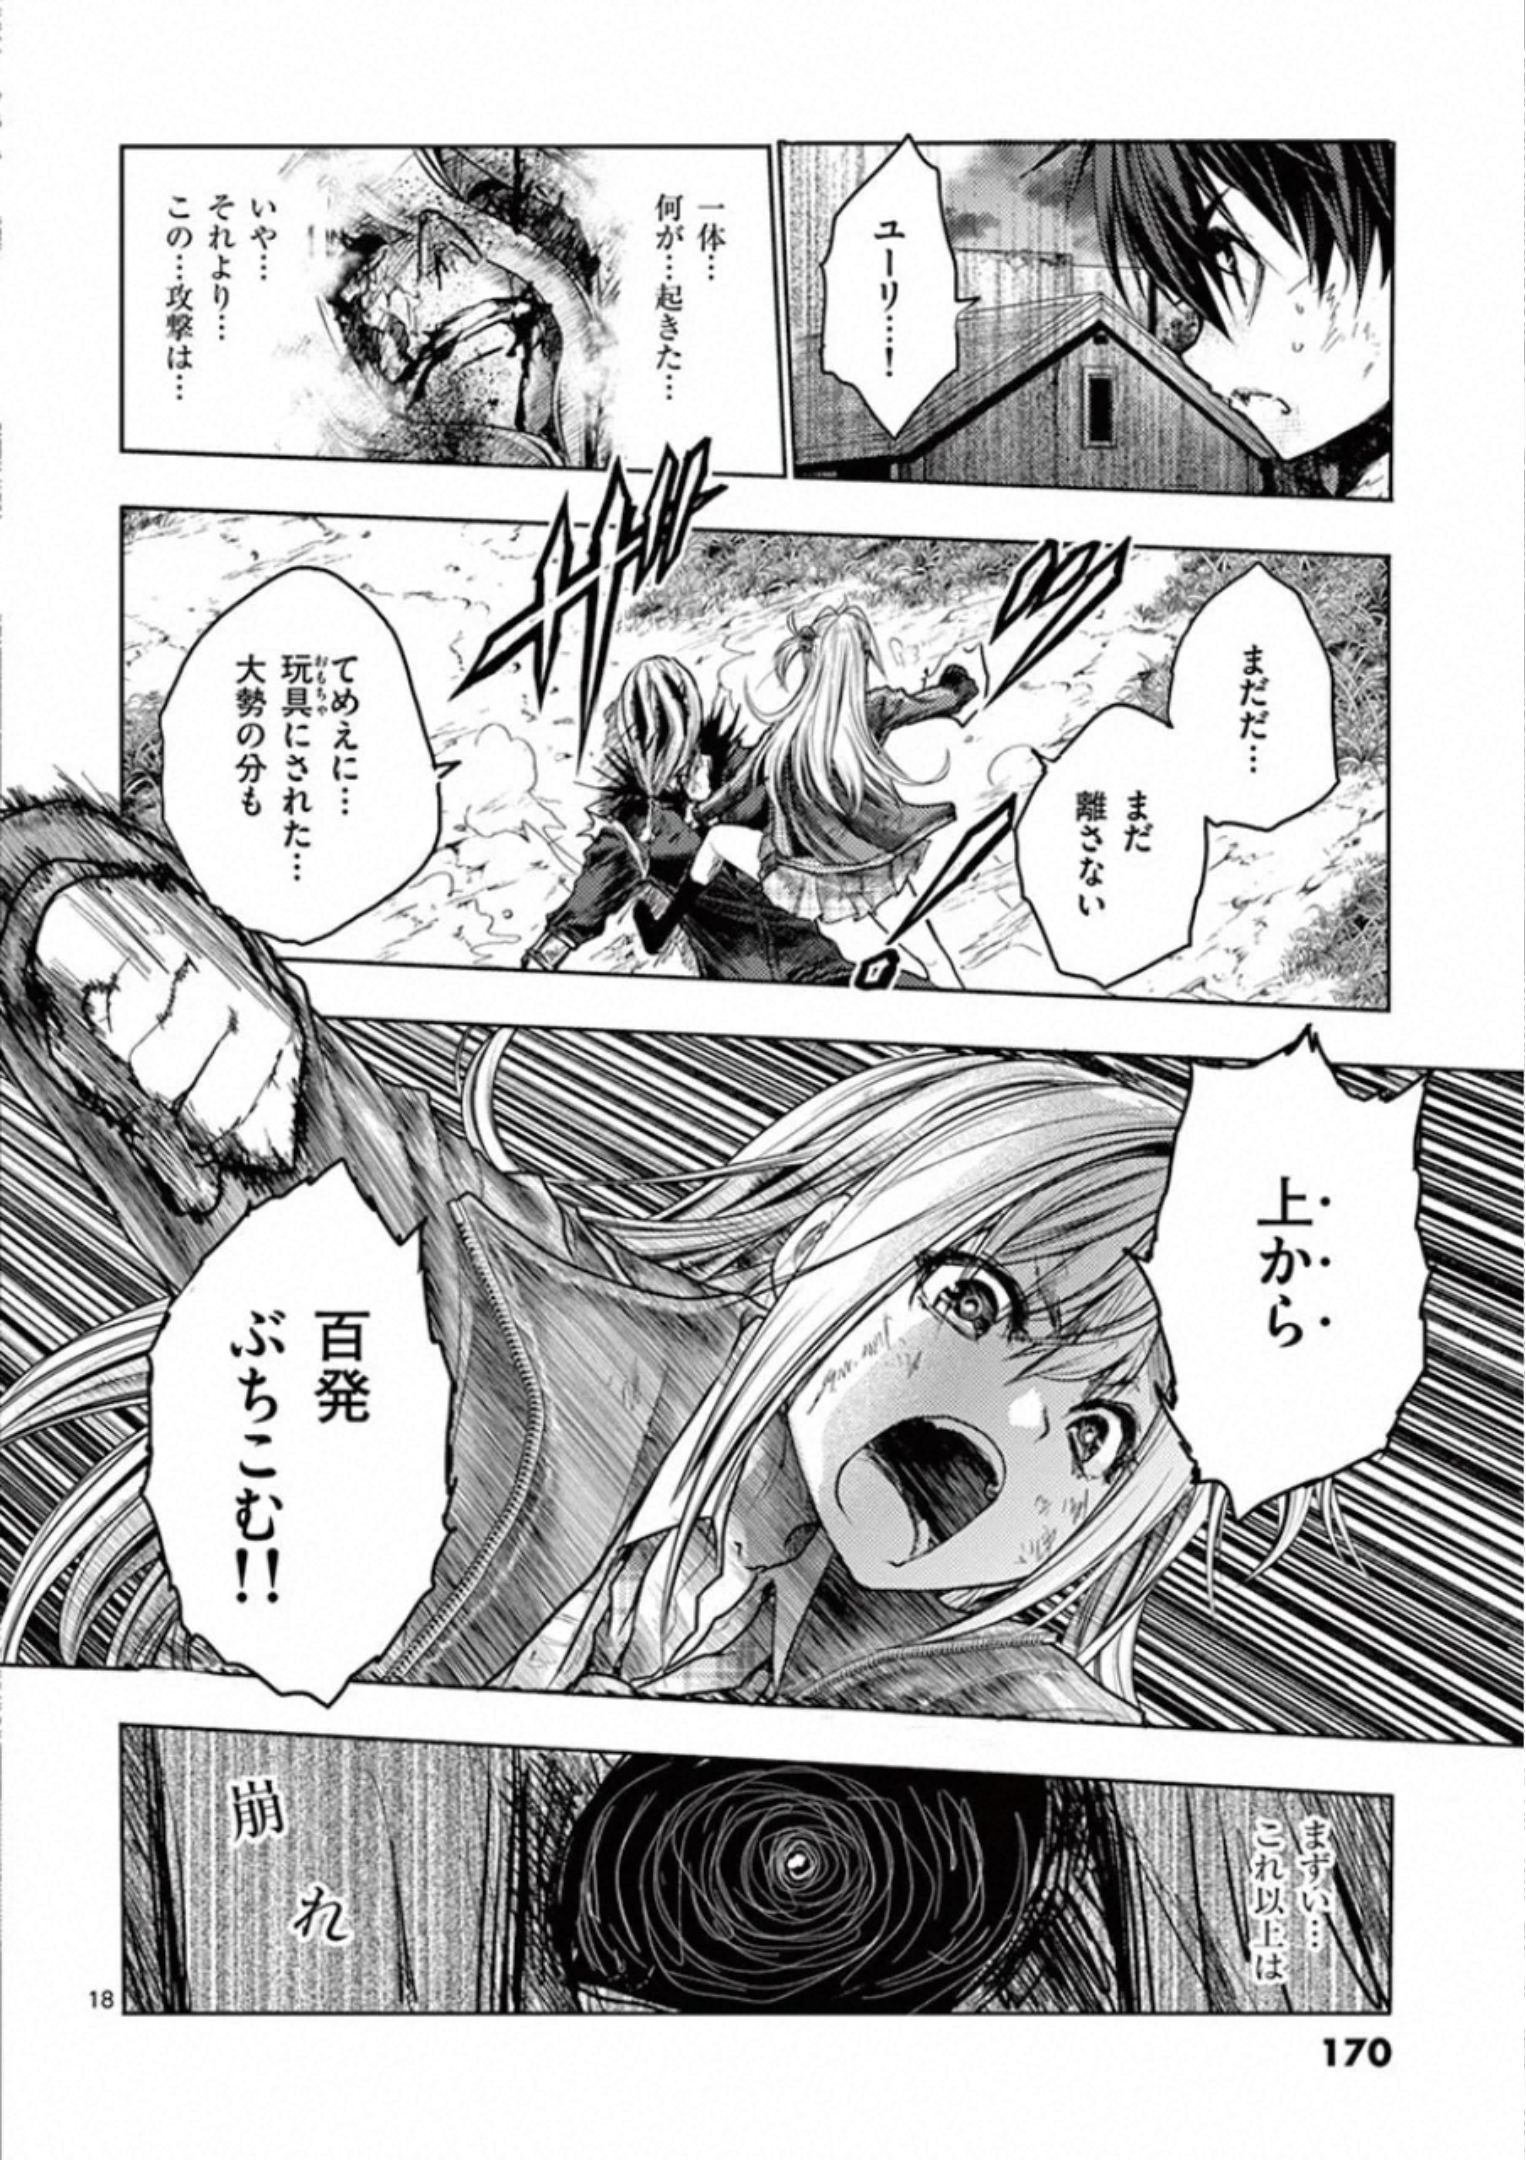 ユーリ……!
一体…
何が…起きた…
いや…
それより…
この…攻撃は…
まだだ…
まだ
離さない
てめえに…
玩具にされた…
おもちゃ
大勢の分も
上から
百発
ぶちこむ!!
まずい…
これ以上は
崩れ
18
170